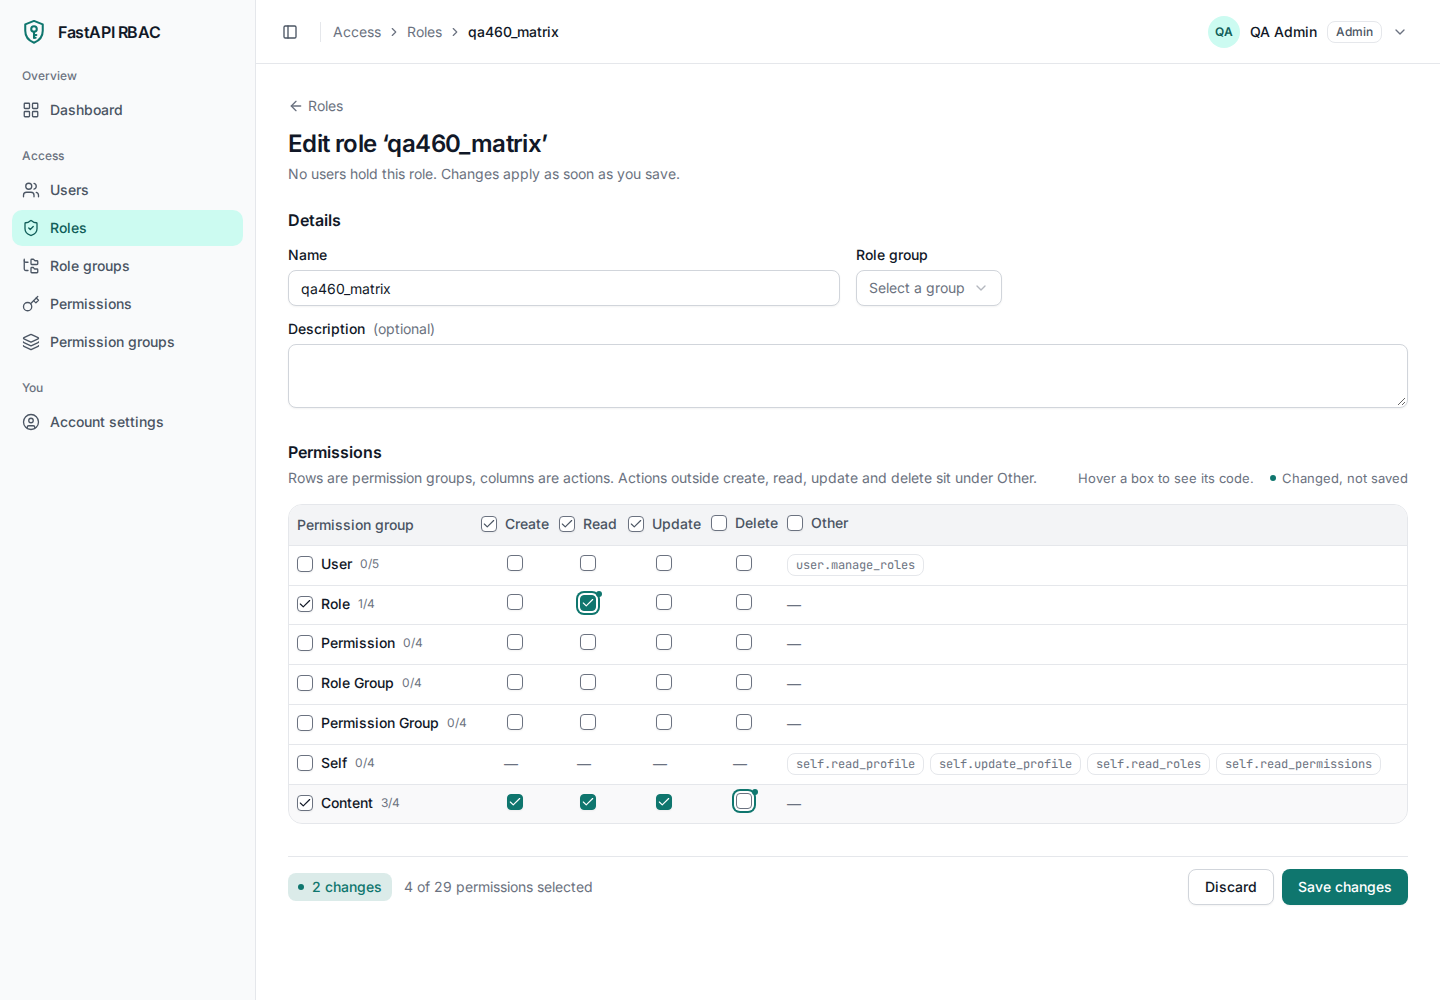 FastAPI RBAC
Overview
Dashboard
Access
Users
Roles
Role groups
Permissions
Permission groups
You
Account settings
Access > Roles > qa460_matrix
QA QA Admin Admin
← Roles
Edit role ‘qa460_matrix’
No users hold this role. Changes apply as soon as you save.
Details
Name Role group
qa460_matrix Select a group
Description (optional)
Permissions
Rows are permission groups, columns are actions. Actions outside create, read, update and delete sit under Other. Hover a box to see its code. Changed, not saved
Permission group Create Read Update Delete Other
User 0/5 user.manage_roles
Role 1/4 —
Permission 0/4 —
Role Group 0/4 —
Permission Group 0/4 —
Self 0/4 — — — — self.read_profile self.update_profile self.read_roles self.read_permissions
Content 3/4 —
2 changes 4 of 29 permissions selected Discard Save changes